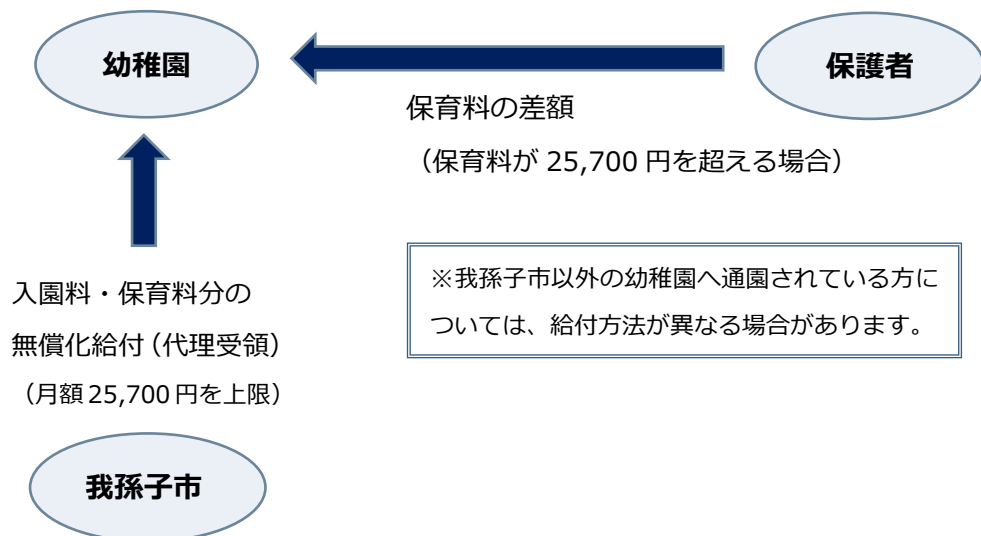 幼稚園
保護者
保育料の差額
（保育料が 25,700 円を超える場合）
※我孫子市以外の幼稚園へ通園されている方に
ついては、給付方法が異なる場合があります。
入園料・保育料分の
無償化給付（代理受領）
（月額 25,700 円を上限）
我孫子市